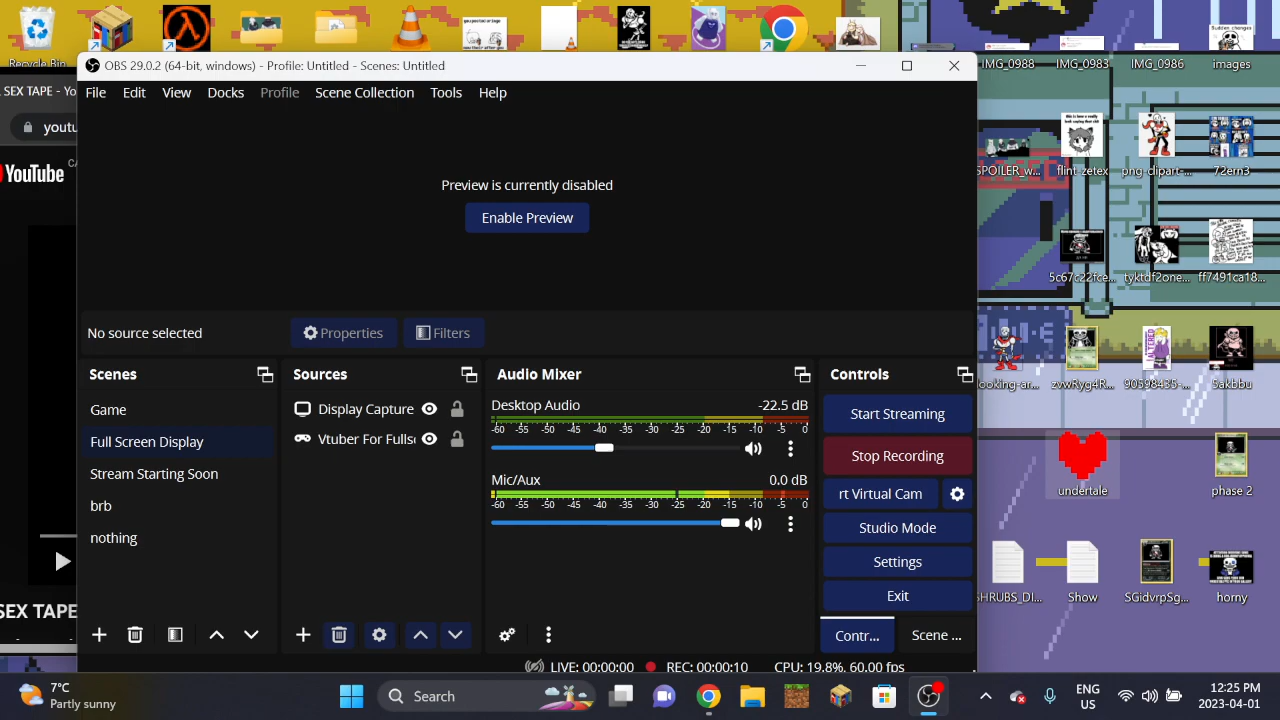 Recycle Bin
IMG_0988
IMG_0983
IMG_0986
Sudden changes
images
OBS 29.0.2 (64-bit, windows) - Profile: Untitled - Scenes: Untitled
SEX TAPE - Yo
youtu
YouTube
CA
File Edit View Docks Profile Scene Collection Tools Help
Preview is currently disabled
Enable Preview
SPOILER_w...
flint-zetex
png-clipart-...
72ern3
5c67c22fce...
tyktdf2one...
ff7491ca18...
No source selected
Properties
Filters
Scenes
Game
Full Screen Display
Stream Starting Soon
brb
nothing
Sources
Display Capture
Vtuber For Fulls
Audio Mixer
Desktop Audio -22.5 dB
-60 -55 -50 -45 -40 -35 -30 -25 -20 -15 -10 -5 0
Mic/Aux 0.0 dB
-60 -55 -50 -45 -40 -35 -30 -25 -20 -15 -10 -5 0
Controls
Start Streaming
Stop Recording
rt Virtual Cam
Studio Mode
Settings
Exit
Contr...
Scene ...
looking-ar...
zvwRyg4R...
90598435-...
5akbbu
undertale
phase 2
SHRUBS_DI...
Show
SGidvrpSg...
horny
SEX TAPE
LIVE: 00:00:00
REC: 00:00:10
CPU: 19.8%, 60.00 fps
7°C
Partly sunny
Search
ENG
US
12:25 PM
2023-04-01